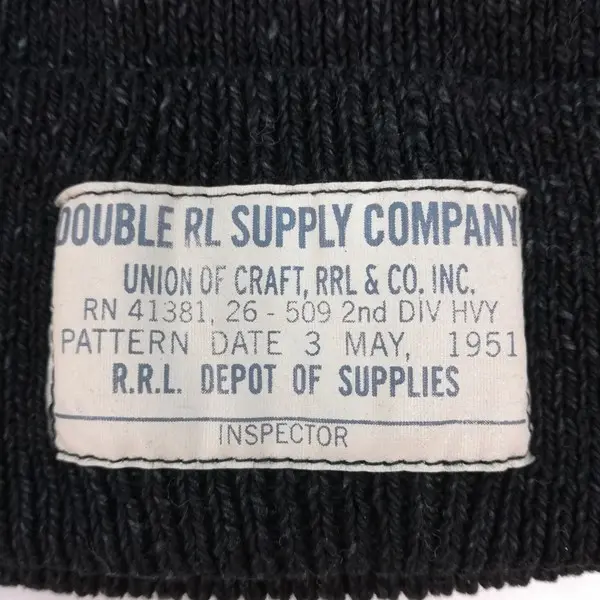 DOUBLE RL SUPPLY COMPANY
UNION OF CRAFT, RRL & CO. INC.
RN 41381, 26 - 509 2nd DIV HVY
PATTERN DATE 3 MAY, 1951
R.R.L. DEPOT OF SUPPLIES
INSPECTOR